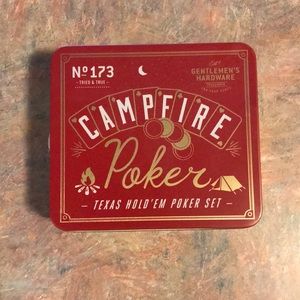 Nº 173
- TRIED & TRUE -
GENTLEMEN'S
HARDWARE
CAMPFIRE
Poker
- TEXAS HOLD'EM POKER SET -